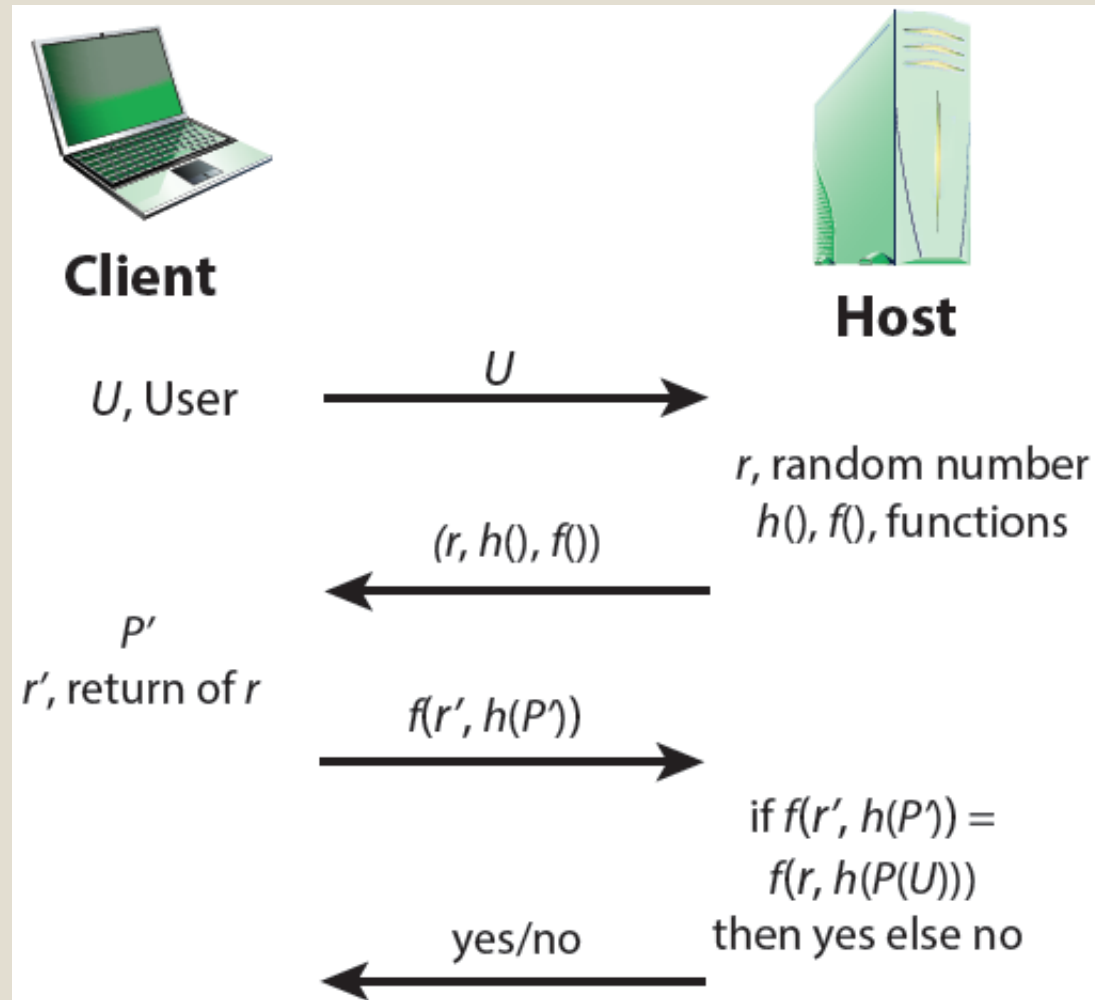 Client
Host
U, User
U
r, random number
h(), f(), functions
(r, h(), f())
P′
r′, return of r
f(r′, h(P′))
if f(r′, h(P′)) =
f(r, h(P(U)))
then yes else no
yes/no